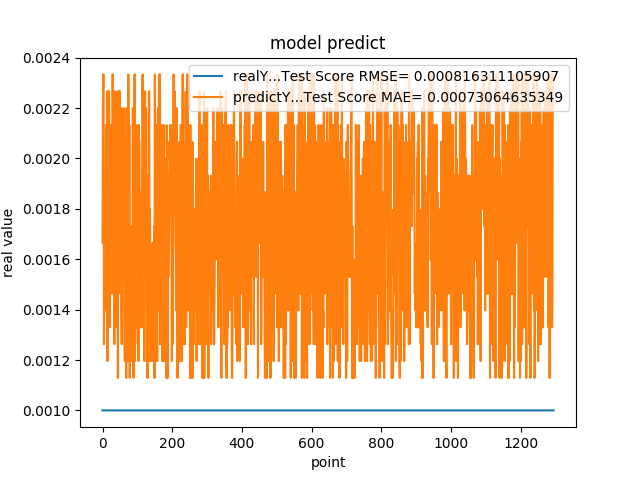 model predict
realY...Test Score RMSE= 0.000816311105907
predictY...Test Score MAE= 0.00073064635349
0.0024
0.0022
0.0020
0.0018
0.0016
0.0014
0.0012
0.0010
real value
0 200 400 600 800 1000 1200
point